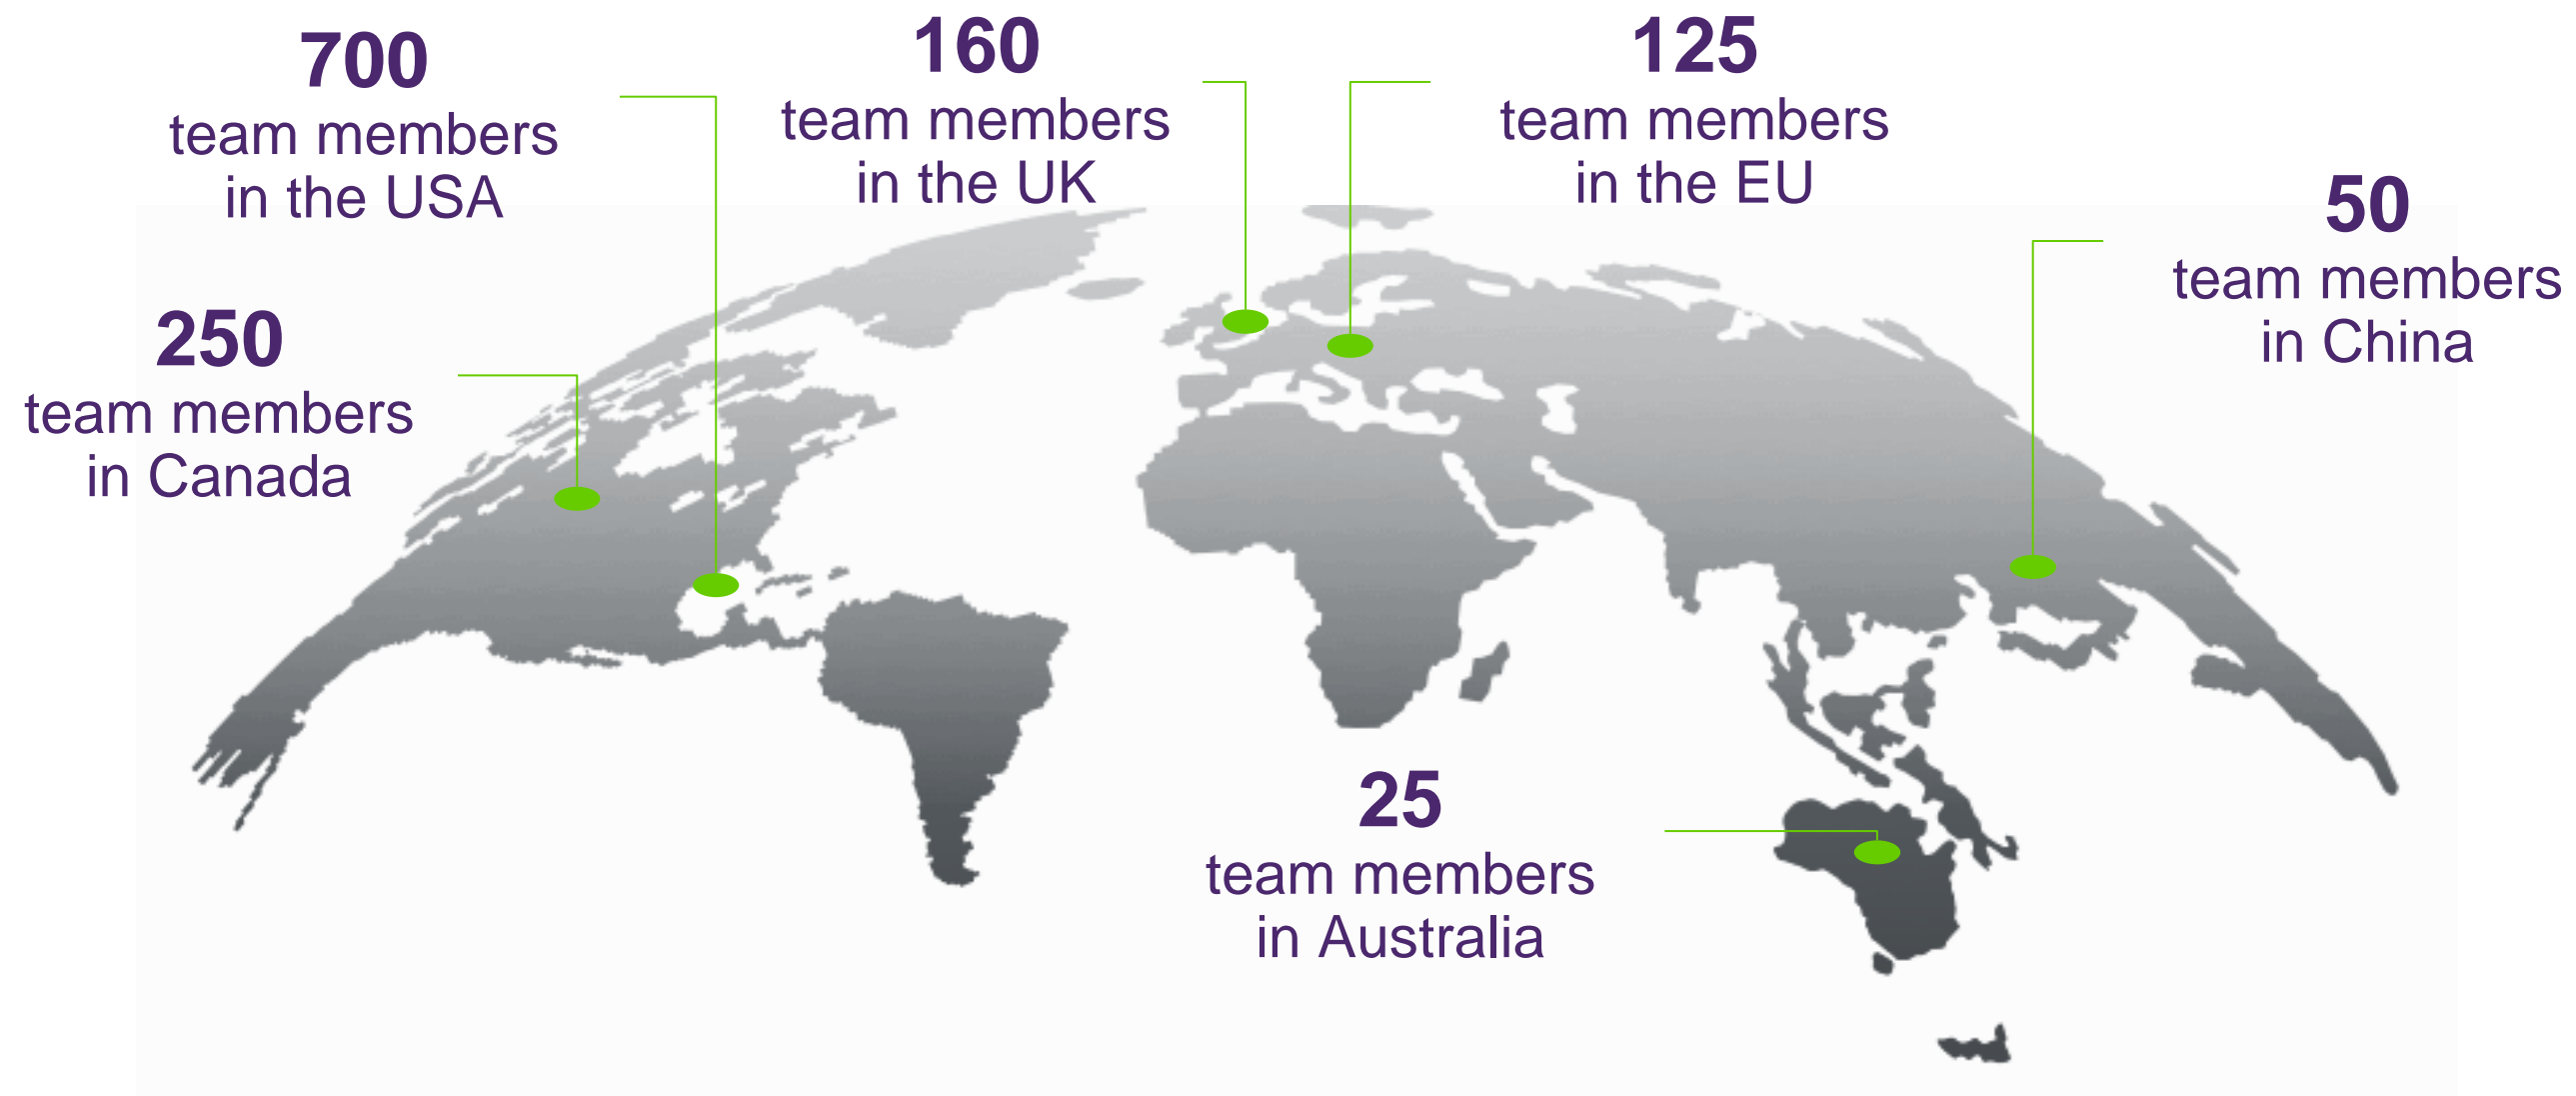 700
team members
in the USA
160
team members
in the UK
125
team members
in the EU
50
team members
in China
250
team members
in Canada
25
team members
in Australia